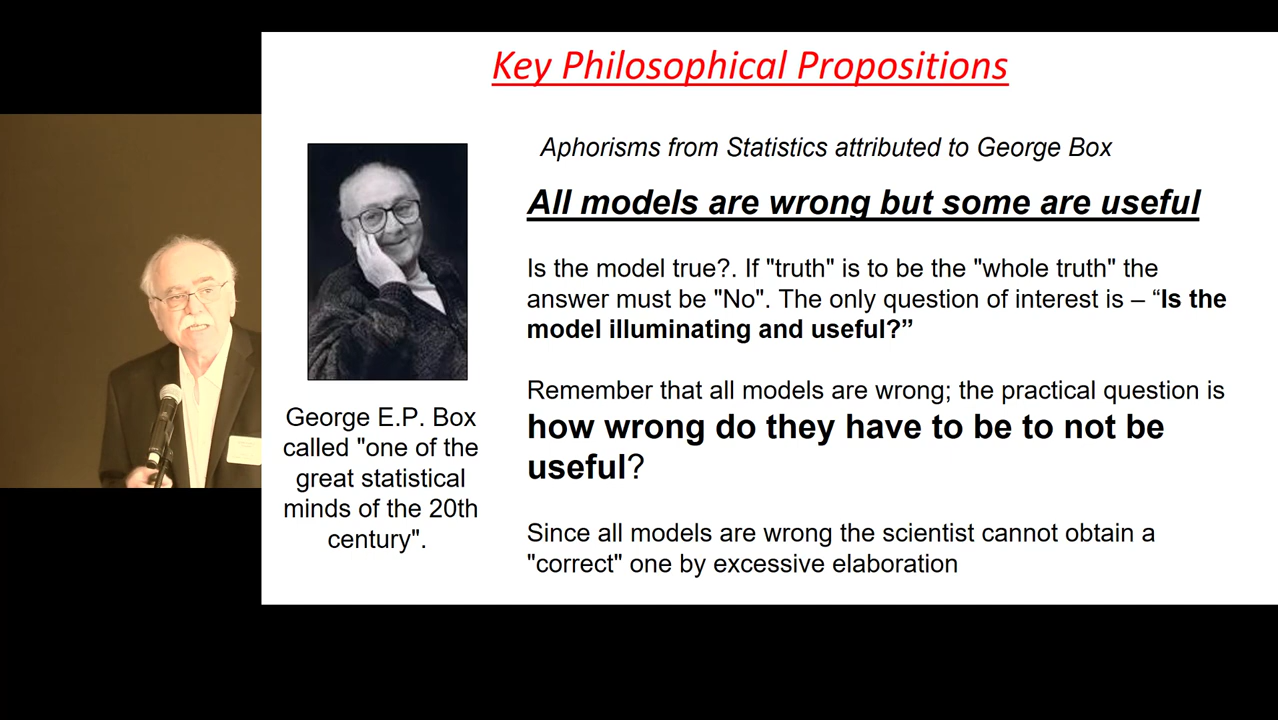 Key Philosophical Propositions
Aphorisms from Statistics attributed to George Box
All models are wrong but some are useful
Is the model true?. If "truth" is to be the "whole truth" the
answer must be "No". The only question of interest is – “Is the
model illuminating and useful?”
Remember that all models are wrong; the practical question is
how wrong do they have to be to not be
useful?
Since all models are wrong the scientist cannot obtain a
"correct" one by excessive elaboration
George E.P. Box
called "one of the
great statistical
minds of the 20th
century".